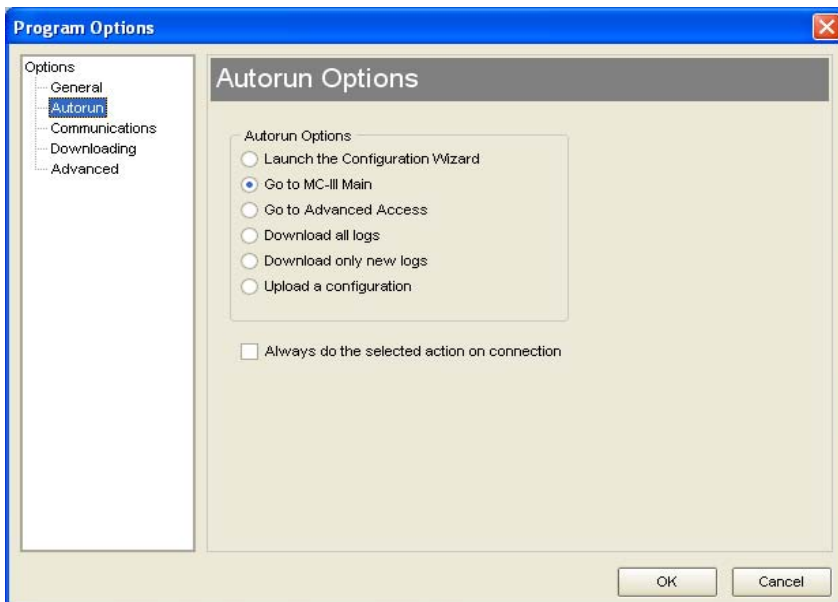 Program Options
Options
General
Autorun
Communications
Downloading
Advanced
Autorun Options
Autorun Options
Launch the Configuration Wizard
Go to MC-III Main
Go to Advanced Access
Download all logs
Download only new logs
Upload a configuration
Always do the selected action on connection
OK
Cancel